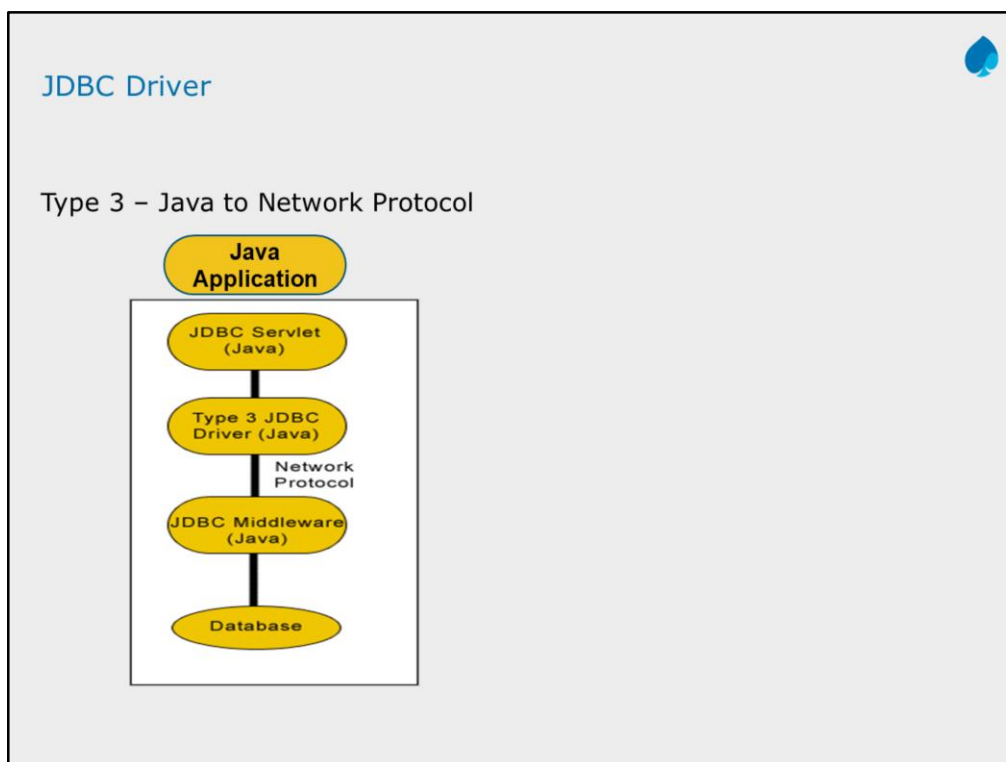 JDBC Driver
Type 3 – Java to Network Protocol
Java
Application
JDBC Servlet
(Java)
Type 3 JDBC
Driver (Java)
Network
Protocol
JDBC Middleware
(Java)
Database